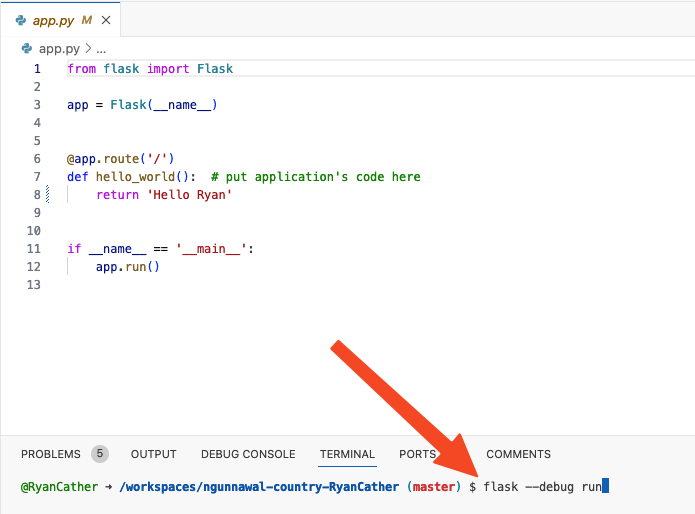 app.py M ×
app.py > ...
1 from flask import Flask
2
3 app = Flask(__name__)
4
5
6 @app.route('/')
7 def hello_world():  # put application's code here
8     return 'Hello Ryan'
9
10
11 if __name__ == '__main__':
12     app.run()
13
PROBLEMS 5 OUTPUT DEBUG CONSOLE TERMINAL PORTS COMMENTS
@RyanCather ➜ /workspaces/ngunnawal-country-RyanCather (master) $ flask --debug run